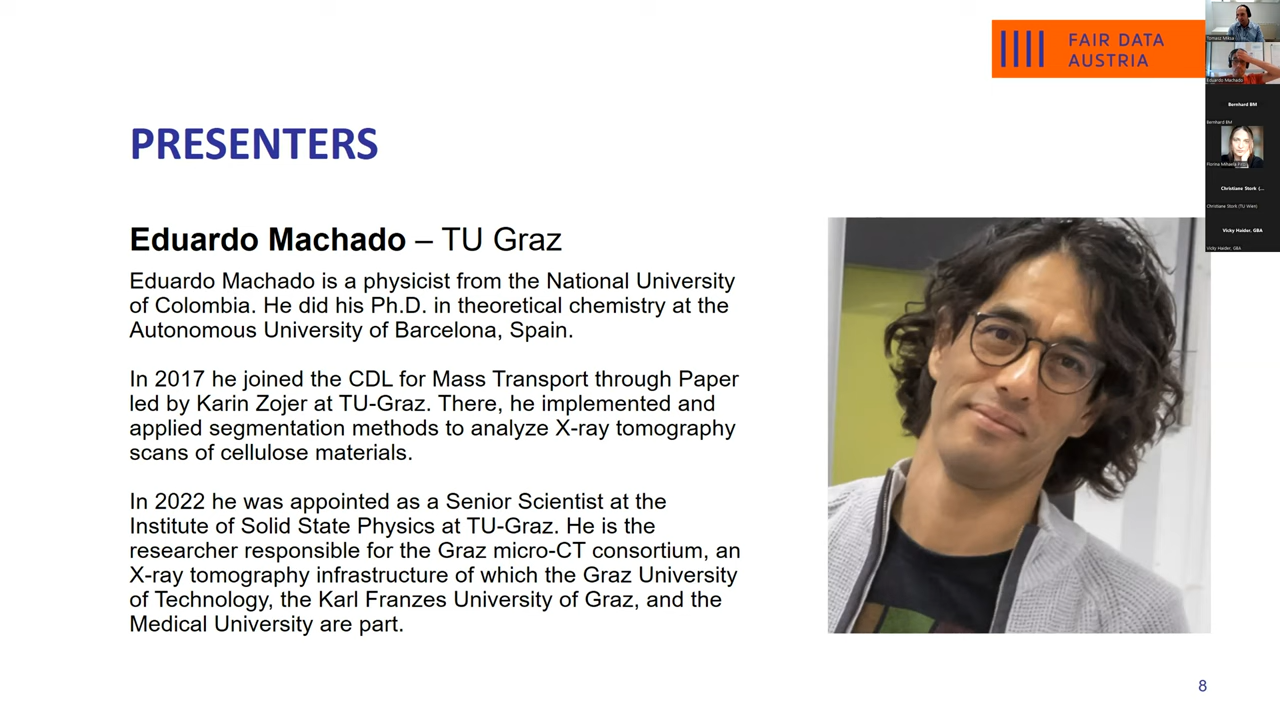 FAIR DATA
AUSTRIA
PRESENTERS
Eduardo Machado – TU Graz
Eduardo Machado is a physicist from the National University
of Colombia. He did his Ph.D. in theoretical chemistry at the
Autonomous University of Barcelona, Spain.
In 2017 he joined the CDL for Mass Transport through Paper
led by Karin Zojer at TU-Graz. There, he implemented and
applied segmentation methods to analyze X-ray tomography
scans of cellulose materials.
In 2022 he was appointed as a Senior Scientist at the
Institute of Solid State Physics at TU-Graz. He is the
researcher responsible for the Graz micro-CT consortium, an
X-ray tomography infrastructure of which the Graz University
of Technology, the Karl Franzes University of Graz, and the
Medical University are part.
8
Tomasz Miksa
Eduardo Machado
Bernhard BM
Bernhard BM
Florina Mihaela
Christiane Stork (...
Christiane Stork (TU Wien)
Vicky Haider, GBA
Vicky Haider, GBA